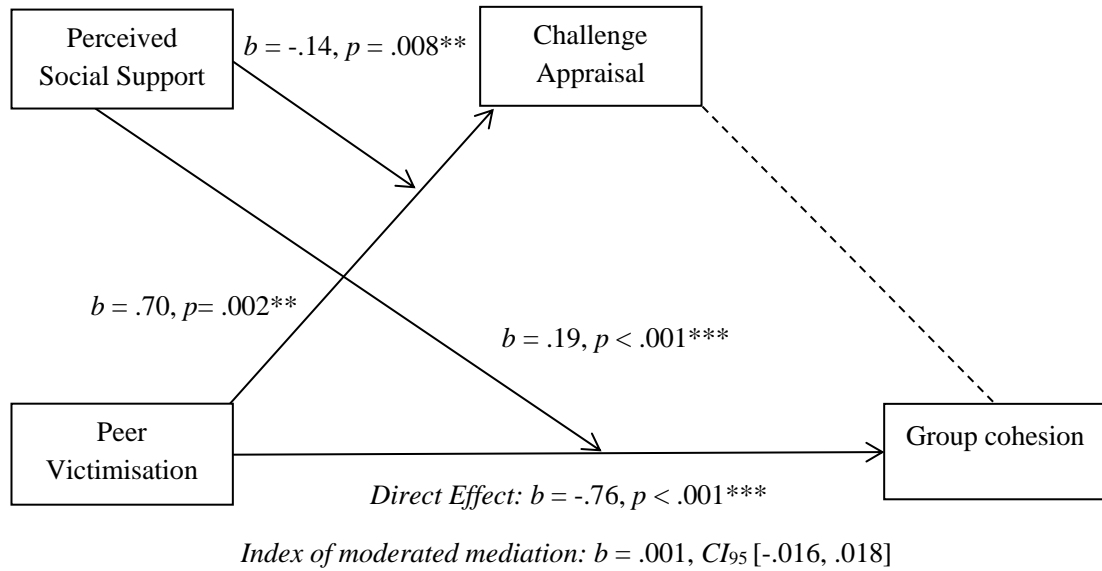 Perceived
Social Support
b = -.14, p = .008**
Challenge
Appraisal
b = .70, p= .002**
b = .19, p < .001***
Peer
Victimisation
Group cohesion
Direct Effect: b = -.76, p < .001***
Index of moderated mediation: b = .001, CI95 [-.016, .018]